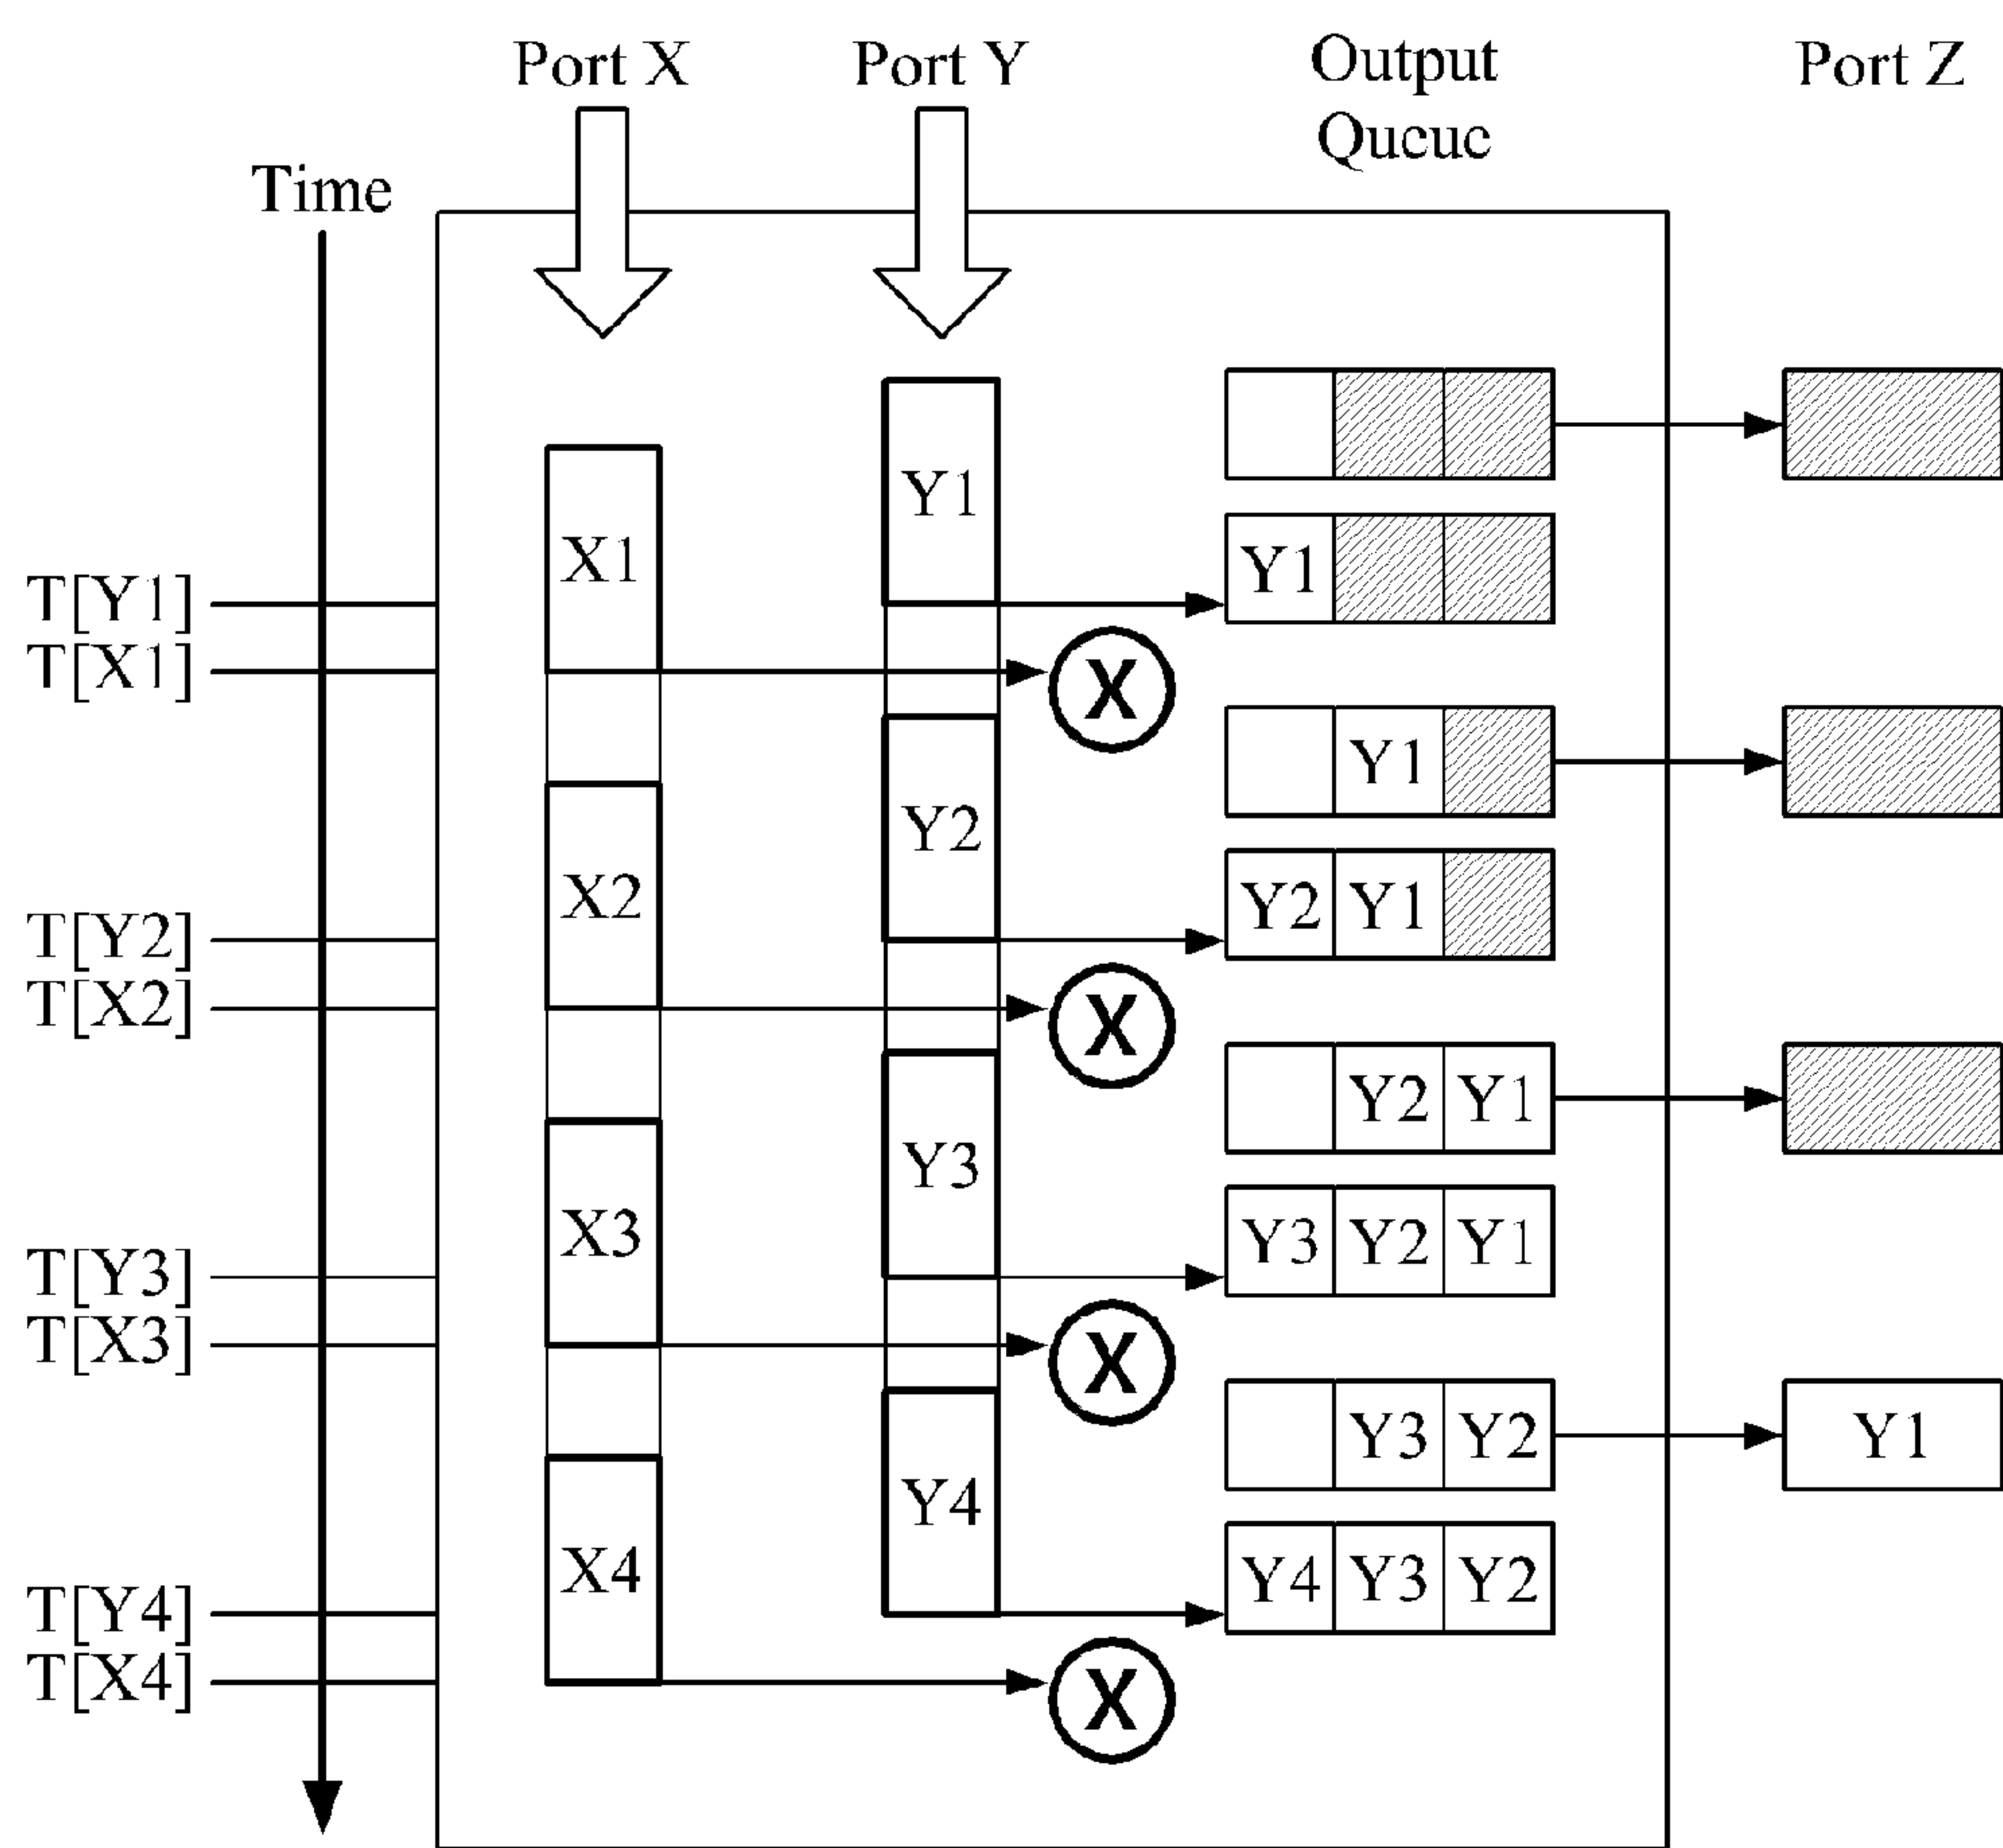 Port X
Port Y
Output
Queue
Port Z
Time
Y1
X1
T[Y1]
Y1
T[X1]
X
Y1
Y2
X2
Y2 Y1
T[Y2]
T[X2]
X
Y2 Y1
Y3
X3
Y3 Y2 Y1
T[Y3]
T[X3]
X
Y3 Y2
Y1
Y4
X4
Y4 Y3 Y2
T[Y4]
T[X4]
X